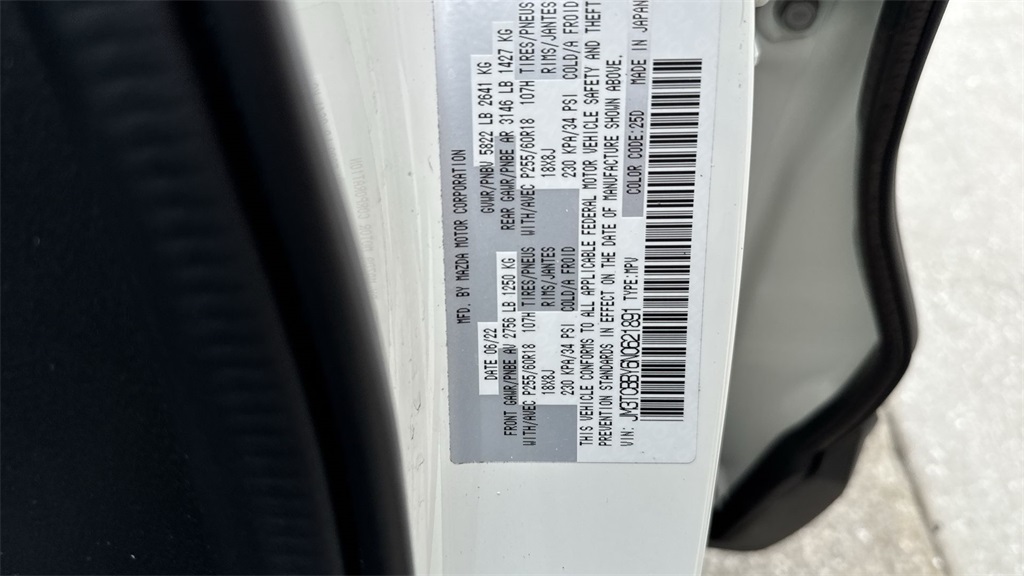 MFD. BY MAZDA MOTOR CORPORATION
DATE 06/22 GVWR/PNBV 5822 LB 2641 KG
FRONT GAWR/PNBE AV 2756 LB 1250 KG REAR GAWR/PNBE AR 3146 LB 1427 KG
WITH/AVEC P255/60R18 107H TIRES/PNEUS WITH/AVEC P255/60R18 107H TIRES/PNEUS
18X8J RIMS/JANTES 18X8J RIMS/JANTES
230 KPA/34 PSI COLD/A FROID 230 KPA/34 PSI COLD/A FROID
THIS VEHICLE CONFORMS TO ALL APPLICABLE FEDERAL MOTOR VEHICLE SAFETY AND THEFT
PREVENTION STANDARDS IN EFFECT ON THE DATE OF MANUFACTURE SHOWN ABOVE.
VIN: JM3TCBBY6N0621891 TYPE:MPV COLOR CODE:25D MADE IN JAPAN